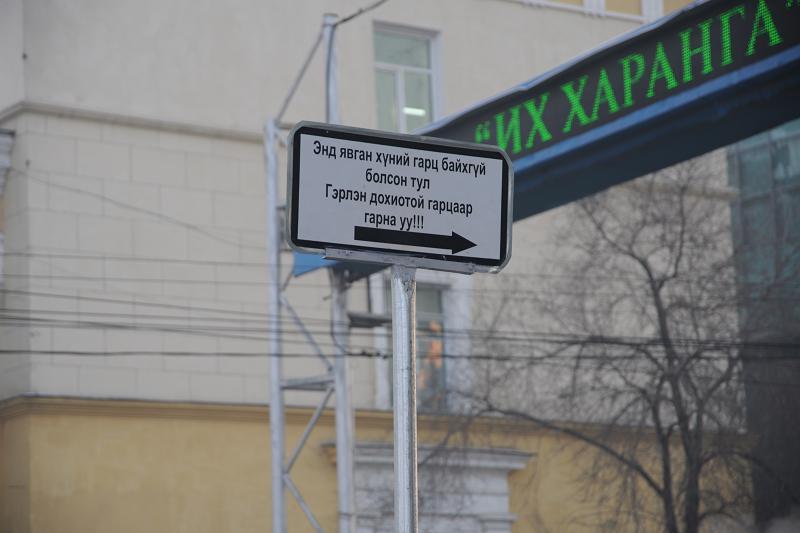 “ИХ ХАРАНГА”
Энд явган хүний гарц байхгүй
болсон тул
Гэрлэн дохиотой гарцаар
гарна уу!!!